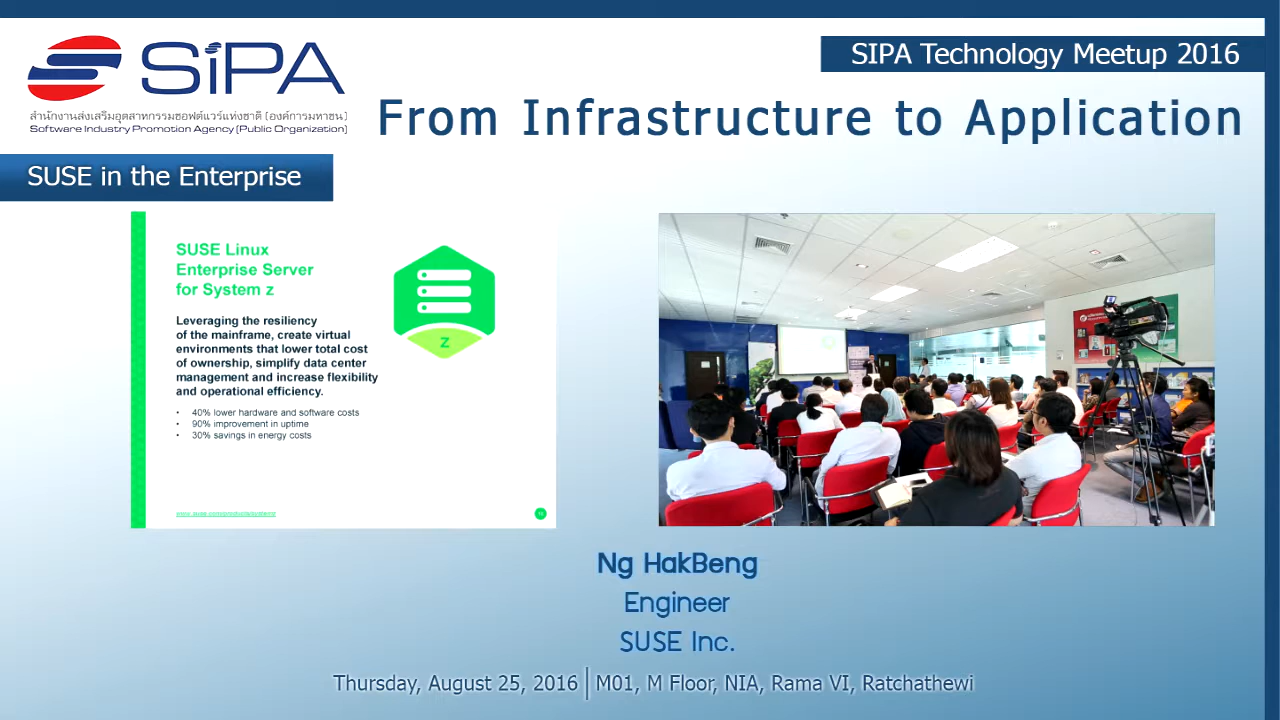 SIPA
สำนักงานส่งเสริมอุตสาหกรรมซอฟต์แวร์แห่งชาติ (องค์การมหาชน)
Software Industry Promotion Agency (Public Organization)
SIPA Technology Meetup 2016
From Infrastructure to Application
SUSE in the Enterprise
SUSE Linux
Enterprise Server
for System z
z
Leveraging the resiliency
of the mainframe, create virtual
environments that lower total cost
of ownership, simplify data center
management and increase flexibility
and operational efficiency.
• 40% lower hardware and software costs
• 90% improvement in uptime
• 30% savings in energy costs
Ng HakBeng
Engineer
SUSE Inc.
Thursday, August 25, 2016 | M01, M Floor, NIA, Rama VI, Ratchathewi